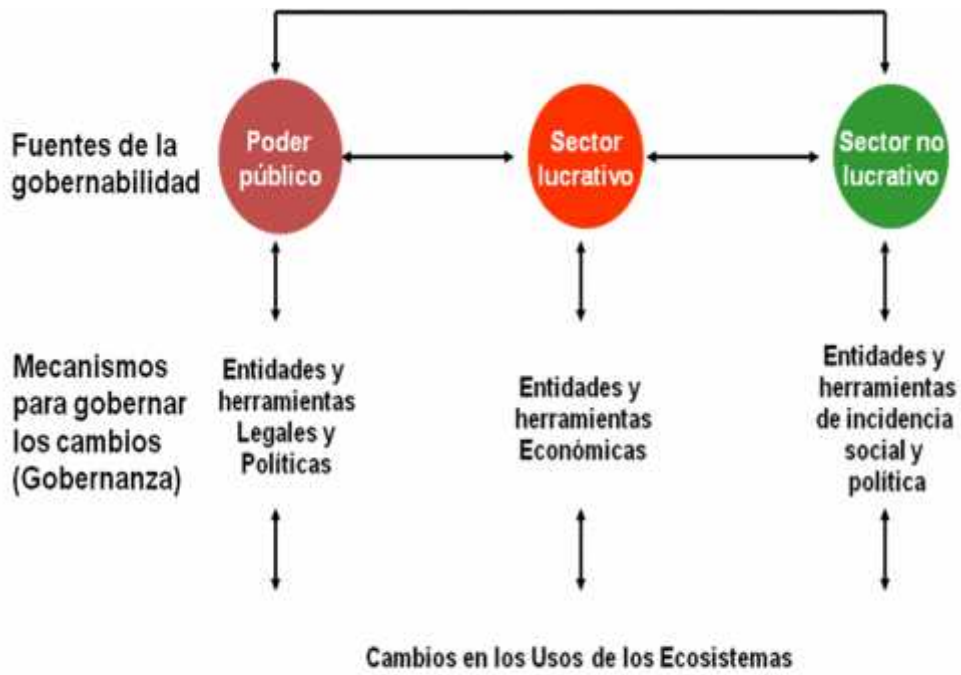 Fuentes de la
gobernabilidad
Poder
público
Sector
lucrativo
Sector no
lucrativo
Mecanismos
para gobernar
los cambios
(Gobernanza)
Entidades y
herramientas
Legales y
Políticas
Entidades y
herramientas
Económicas
Entidades y
herramientas
de incidencia
social y
política
Cambios en los Usos de los Ecosistemas